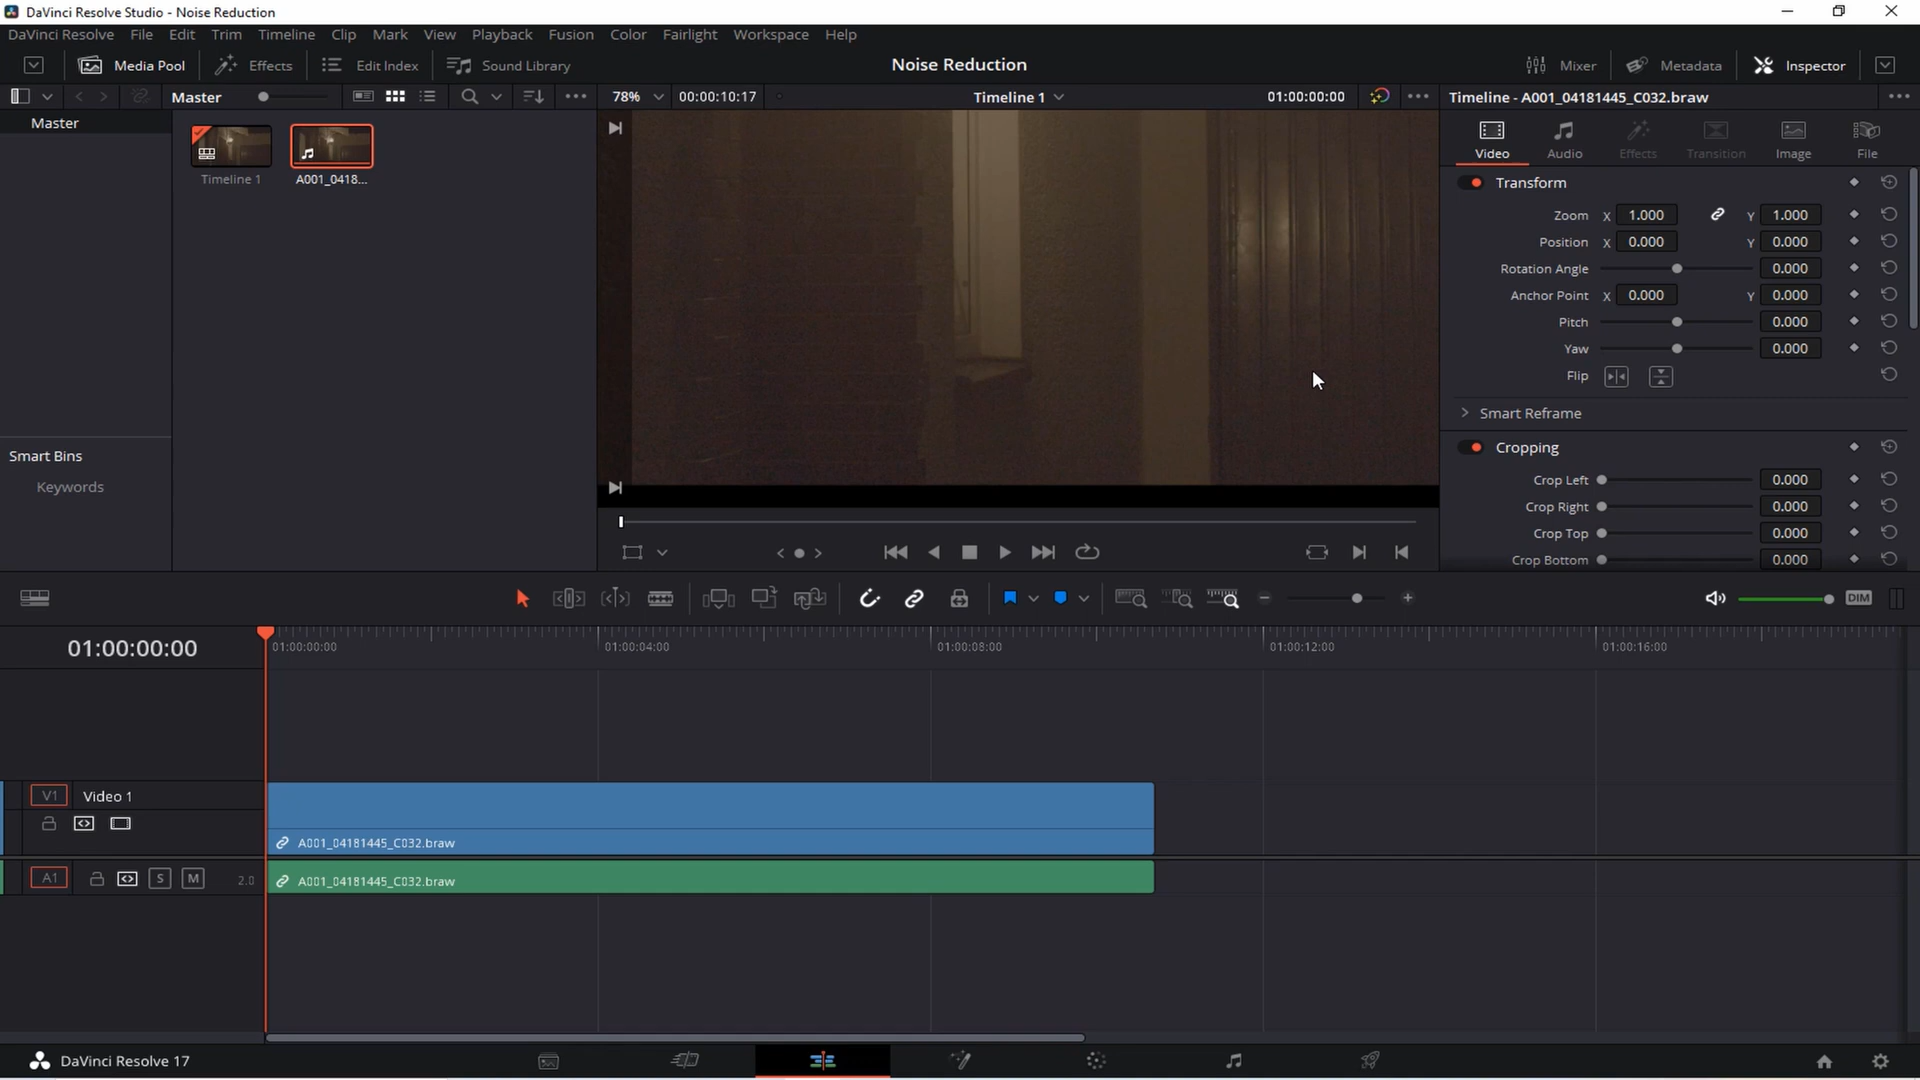 DaVinci Resolve Studio - Noise Reduction
DaVinci Resolve File Edit Trim Timeline Clip Mark View Playback Fusion Color Fairlight Workspace Help
Media Pool Effects Edit Index Sound Library Noise Reduction Mixer Metadata Inspector
Master 78% 00:00:10:17 Timeline 1 01:00:00:00 Timeline - A001_04181445_C032.braw
Master
Timeline 1 A001_0418...
Video Audio Effects Transition Image File
Transform
Zoom X 1.000 Y 1.000
Position X 0.000 Y 0.000
Rotation Angle 0.000
Anchor Point X 0.000 Y 0.000
Pitch 0.000
Yaw 0.000
Flip
Smart Reframe
Cropping
Crop Left 0.000
Crop Right 0.000
Crop Top 0.000
Crop Bottom 0.000
Smart Bins
Keywords
DIM
01:00:00:00
01:00:00:00 01:00:04:00 01:00:08:00 01:00:12:00 01:00:16:00
V1 Video 1
A001_04181445_C032.braw
A1 S M 2.0 A001_04181445_C032.braw
DaVinci Resolve 17